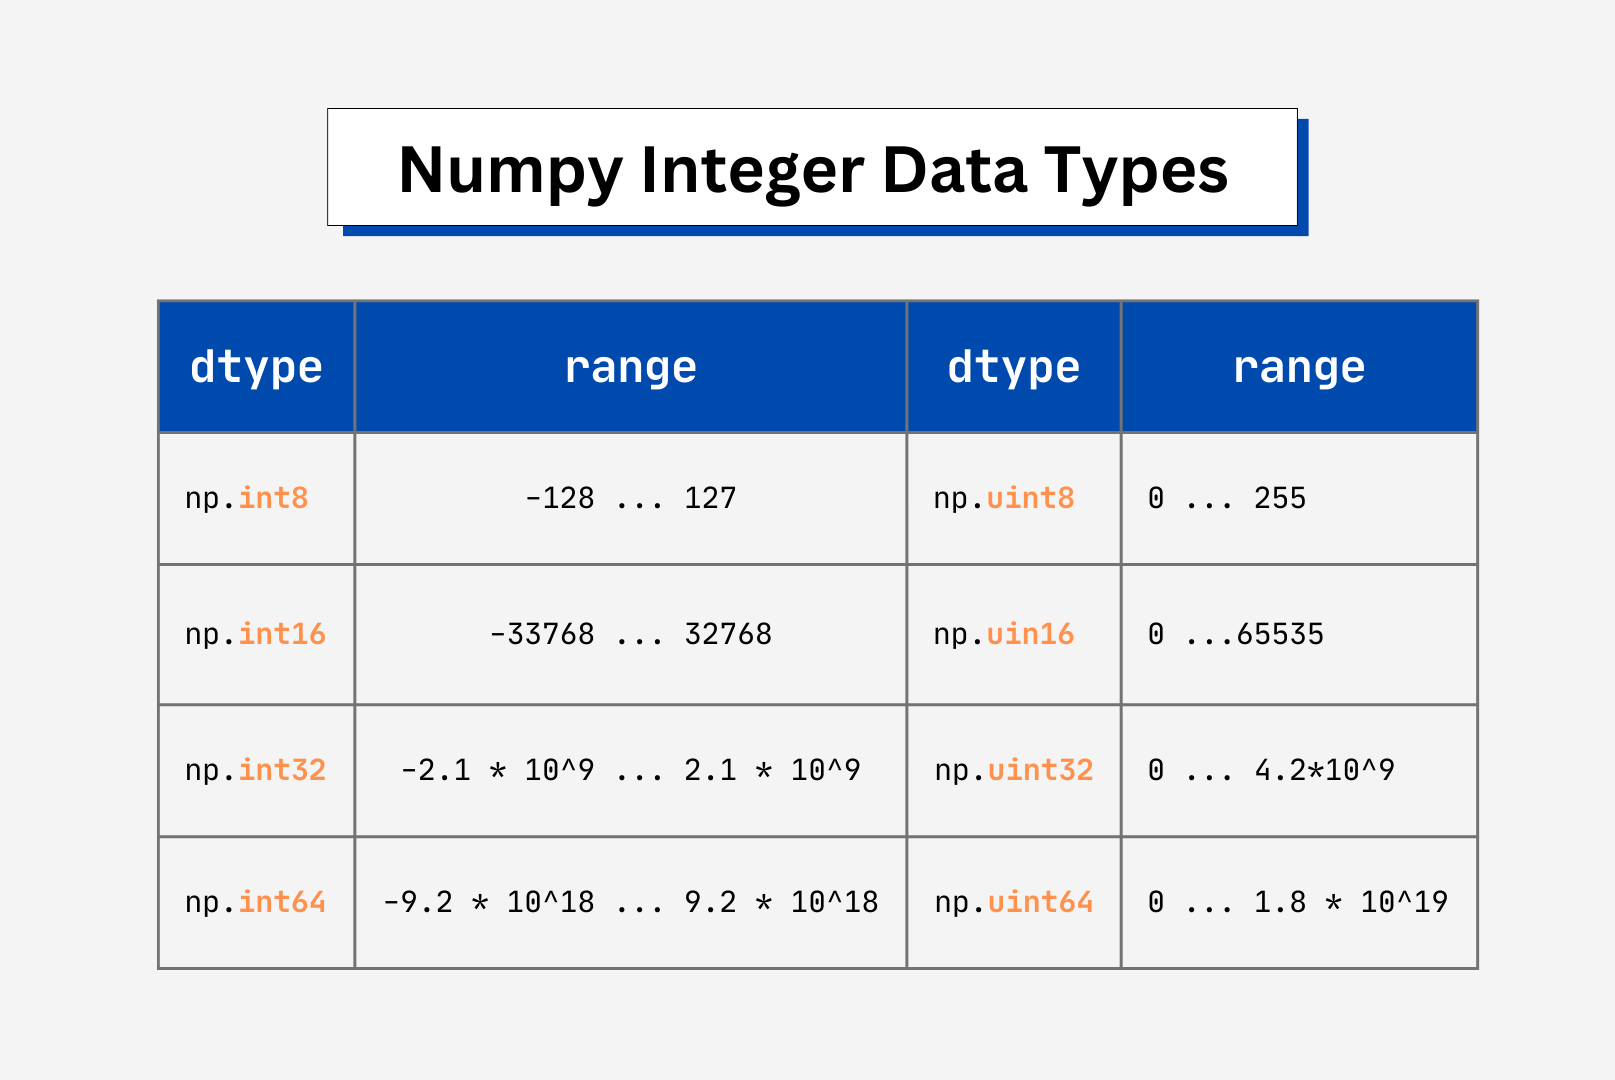 Numpy Integer Data Types
dtype range dtype range
np.int8 -128 ... 127 np.uint8 0 ... 255
np.int16 -33768 ... 32768 np.uin16 0 ...65535
np.int32 -2.1 * 10^9 ... 2.1 * 10^9 np.uint32 0 ... 4.2*10^9
np.int64 -9.2 * 10^18 ... 9.2 * 10^18 np.uint64 0 ... 1.8 * 10^19